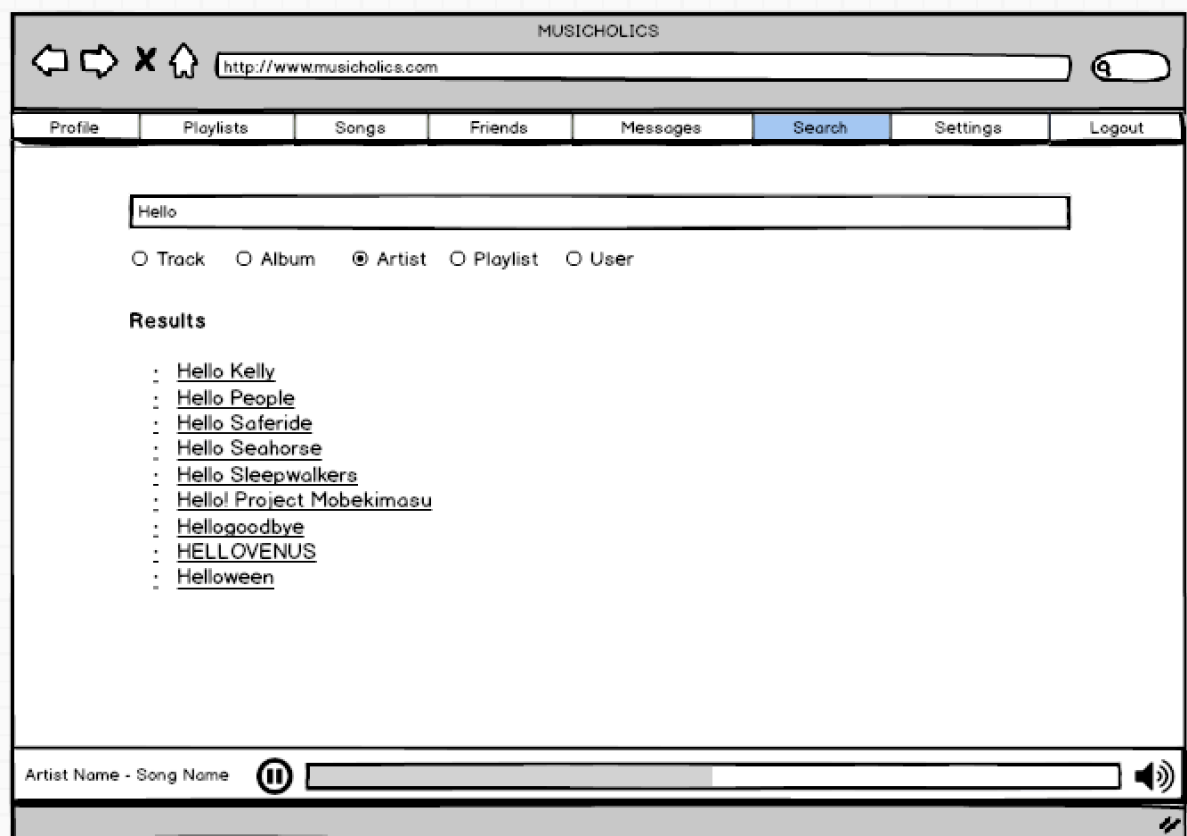 MUSICHOLICS
http://www.musicholics.com
Profile Playlists Songs Friends Messages Search Settings Logout
Hello
Track Album Artist Playlist User
Results
Hello Kelly
Hello People
Hello Saferide
Hello Seahorse
Hello Sleepwalkers
Hello! Project Mobekimasu
Hellogoodbye
HELLOVENUS
Helloween
Artist Name - Song Name